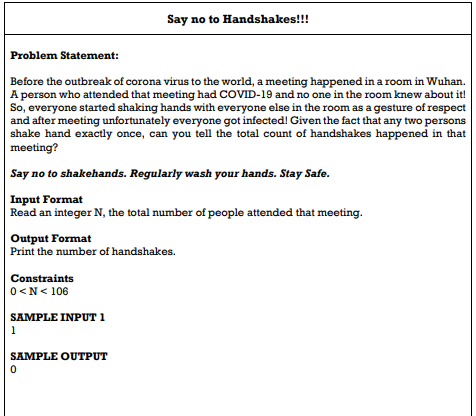 Say no to Handshakes!!!
Problem Statement:
Before the outbreak of corona virus to the world, a meeting happened in a room in Wuhan.
A person who attended that meeting had COVID-19 and no one in the room knew about it!
So, everyone started shaking hands with everyone else in the room as a gesture of respect
and after meeting unfortunately everyone got infected! Given the fact that any two persons
shake hand exactly once, can you tell the total count of handshakes happened in that
meeting?
Say no to shakehands. Regularly wash your hands. Stay Safe.
Input Format
Read an integer N, the total number of people attended that meeting.
Output Format
Print the number of handshakes.
Constraints
0 < N < 106
SAMPLE INPUT 1
1
SAMPLE OUTPUT
0